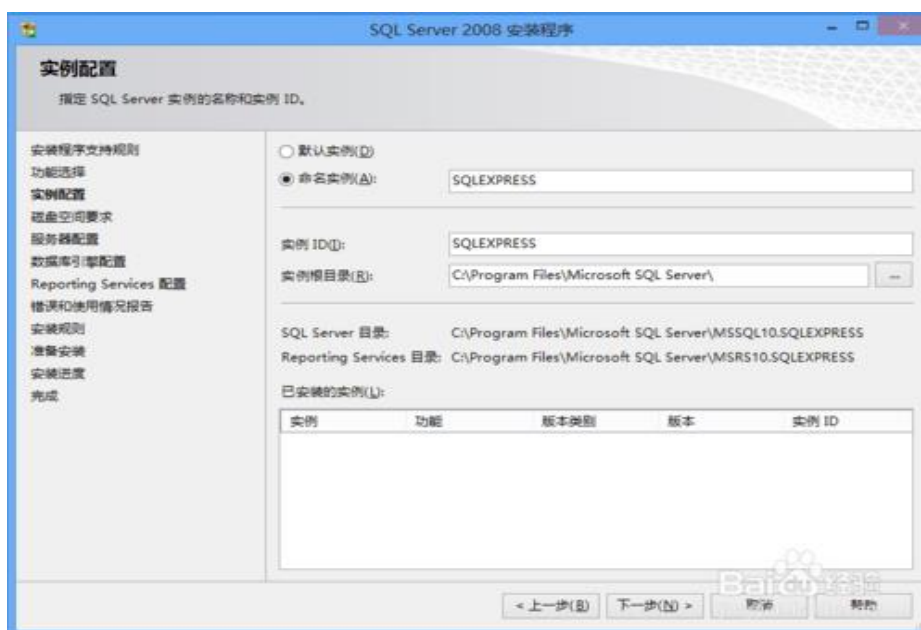 SQL Server 2008 安装程序
实例配置
指定 SQL Server 实例的名称和实例 ID。
安装程序支持规则
功能选择
实例配置
磁盘空间要求
服务器配置
数据库引擎配置
Reporting Services 配置
错误和使用情况报告
安装规则
准备安装
安装进度
完成
默认实例(D)
命名实例(A): SQLEXPRESS
实例 ID(I): SQLEXPRESS
实例根目录(R): C:\Program Files\Microsoft SQL Server\ ...
SQL Server 目录: C:\Program Files\Microsoft SQL Server\MSSQL10.SQLEXPRESS
Reporting Services 目录: C:\Program Files\Microsoft SQL Server\MSRS10.SQLEXPRESS
已安装的实例(L):
实例 功能 版本类别 版本 实例 ID
< 上一步(B) 下一步(N) > 取消 帮助
Baidu 经验